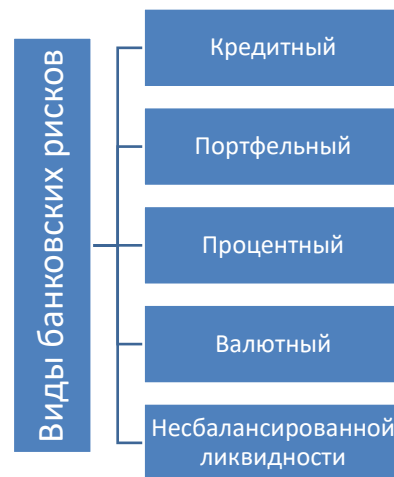 Виды банковских рисков
Кредитный
Портфельный
Процентный
Валютный
Несбалансированной
ликвидности